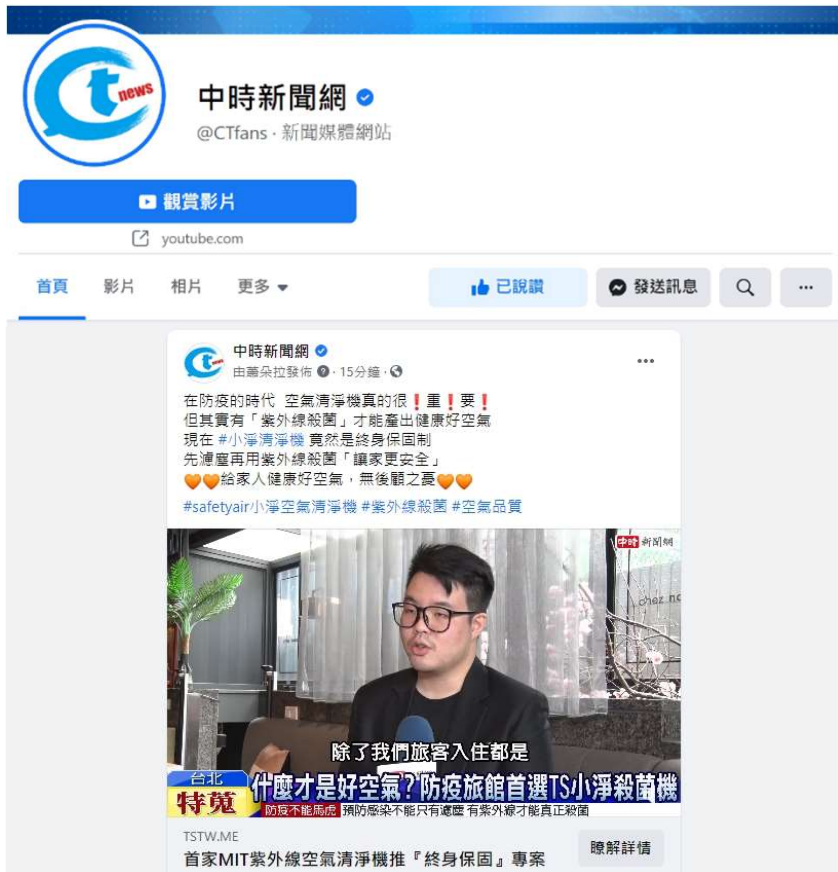 Ct news
中時新聞網
@CTfans · 新聞媒體網站
觀賞影片
youtube.com
首頁 影片 相片 更多
已說讚 發送訊息
中時新聞網
由蕭朵拉發佈 · 15分鐘
在防疫的時代 空氣清淨機真的很❗重❗要❗
但其實有「紫外線殺菌」才能產出健康好空氣
現在 #小淨清淨機 竟然是終身保固制
先濾塵再用紫外線殺菌「讓家更安全」
🧡🧡給家人健康好空氣，無後顧之憂🧡🧡
#safetyair小淨空氣清淨機 #紫外線殺菌 #空氣品質
中時 新聞網
chez no
除了我們旅客入住都是
台北
特蒐
什麼才是好空氣?防疫旅館首選TS小淨殺菌機
防疫不能馬虎 預防感染不能只有濾塵 有紫外線才能真正殺菌
TSTW.ME
首家MIT紫外線空氣清淨機推『終身保固』專案
瞭解詳情